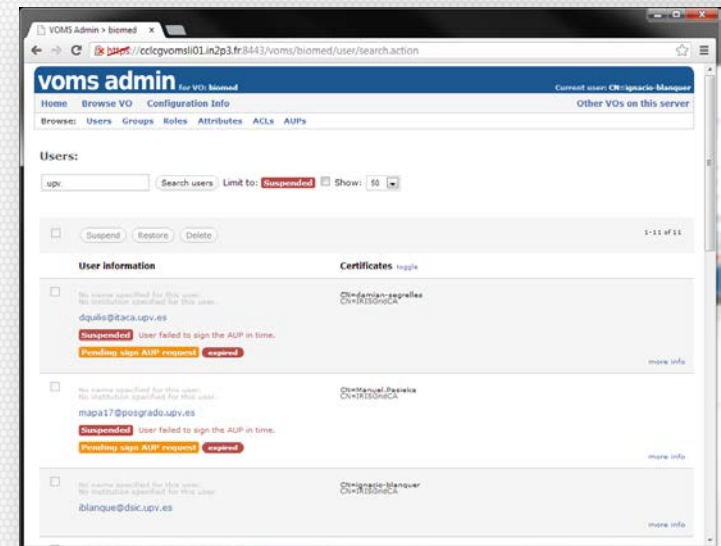 VOMS Admin > biomed
https://cclcgvomsli01.in2p3.fr:8443/voms/biomed/user/search.action
voms admin for VO: biomed
Current user: CN=ignacio-blanquer
Home Browse VO Configuration Info
Other VOs on this server
Browse: Users Groups Roles Attributes ACLs AUPs
Users:
upv. Search users Limit to: Suspended Show: 50
Suspend Restore Delete
1-11 of 11
User information Certificates toggle
No name specified for this user.
No institution specified for this user.
CN=damian-segrelles
CN=IRISGridCA
dquilis@itaca.upv.es
Suspended User failed to sign the AUP in time.
Pending sign AUP request expired
more info
No name specified for this user.
No institution specified for this user.
CN=Manuel.Pasieka
CN=IRISGridCA
mapa17@posgrado.upv.es
Suspended User failed to sign the AUP in time.
Pending sign AUP request expired
more info
No name specified for this user.
No institution specified for this user.
CN=ignacio-blanquer
CN=IRISGridCA
iblanque@dsic.upv.es
more info